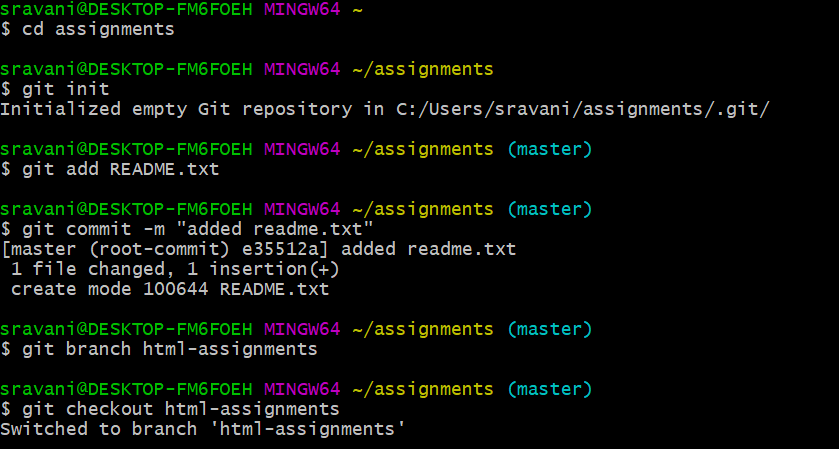 sravani@DESKTOP-FM6FOEH MINGW64 ~
$ cd assignments
sravani@DESKTOP-FM6FOEH MINGW64 ~/assignments
$ git init
Initialized empty Git repository in C:/Users/sravani/assignments/.git/
sravani@DESKTOP-FM6FOEH MINGW64 ~/assignments (master)
$ git add README.txt
sravani@DESKTOP-FM6FOEH MINGW64 ~/assignments (master)
$ git commit -m "added readme.txt"
[master (root-commit) e35512a] added readme.txt
 1 file changed, 1 insertion(+)
 create mode 100644 README.txt
sravani@DESKTOP-FM6FOEH MINGW64 ~/assignments (master)
$ git branch html-assignments
sravani@DESKTOP-FM6FOEH MINGW64 ~/assignments (master)
$ git checkout html-assignments
Switched to branch 'html-assignments'